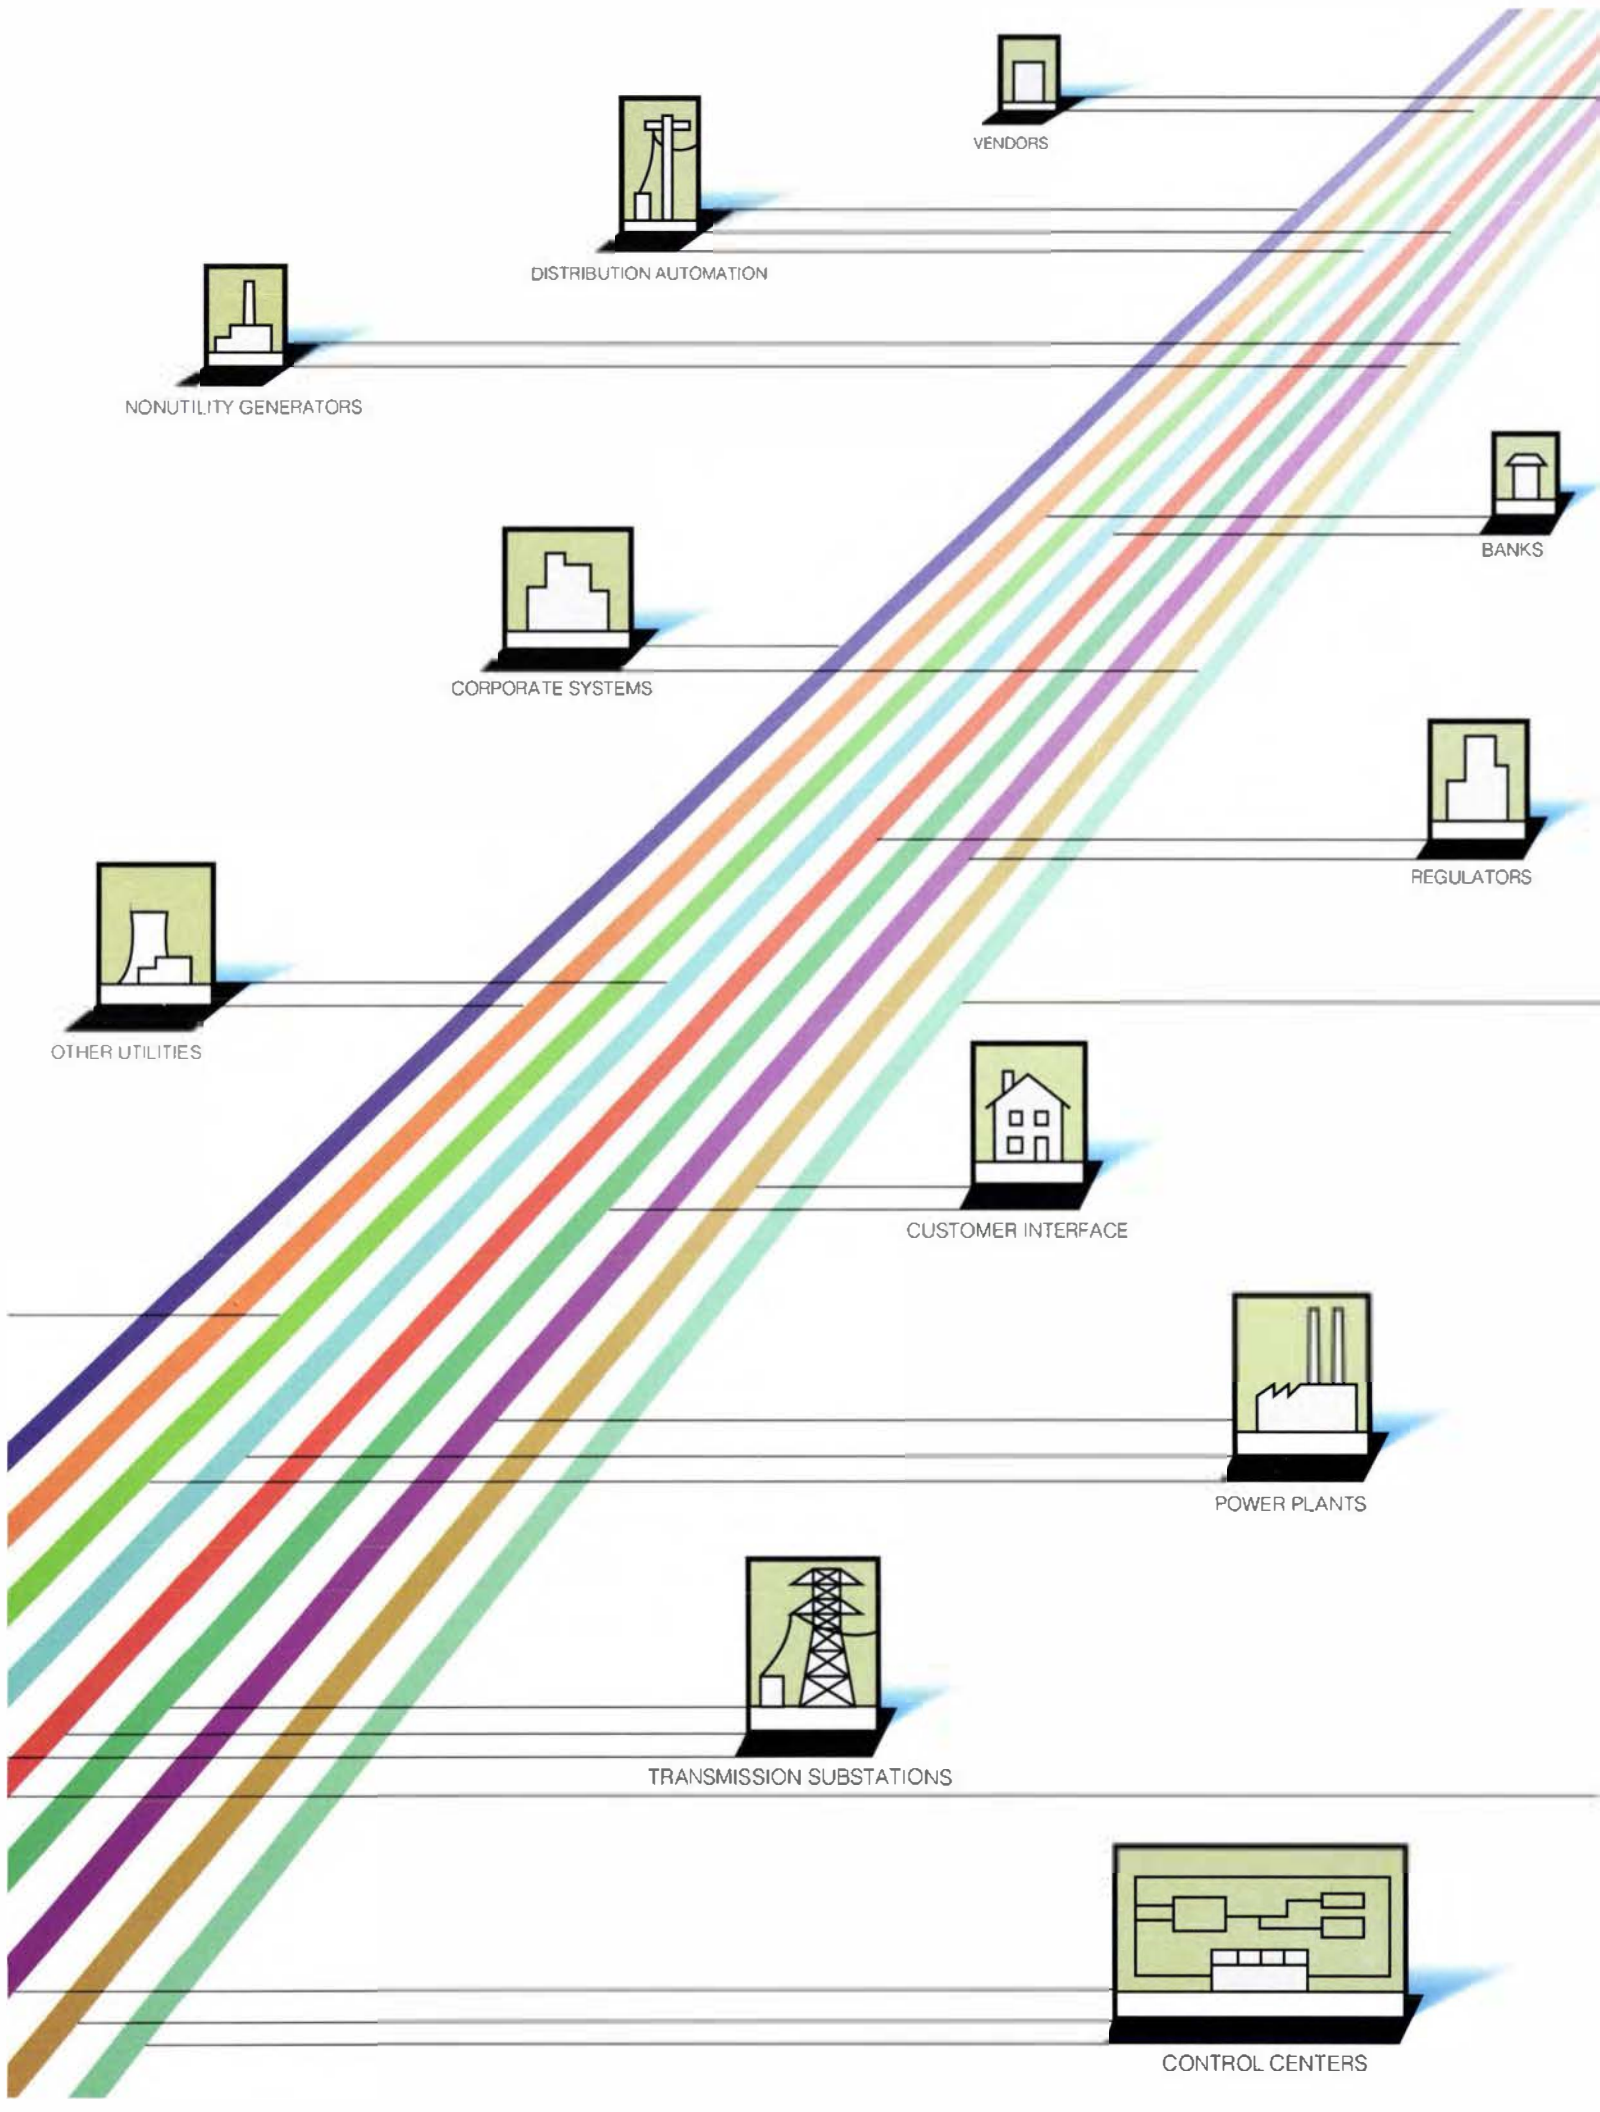 VENDORS
DISTRIBUTION AUTOMATION
NONUTILITY GENERATORS
BANKS
CORPORATE SYSTEMS
REGULATORS
OTHER UTILITIES
CUSTOMER INTERFACE
POWER PLANTS
TRANSMISSION SUBSTATIONS
CONTROL CENTERS